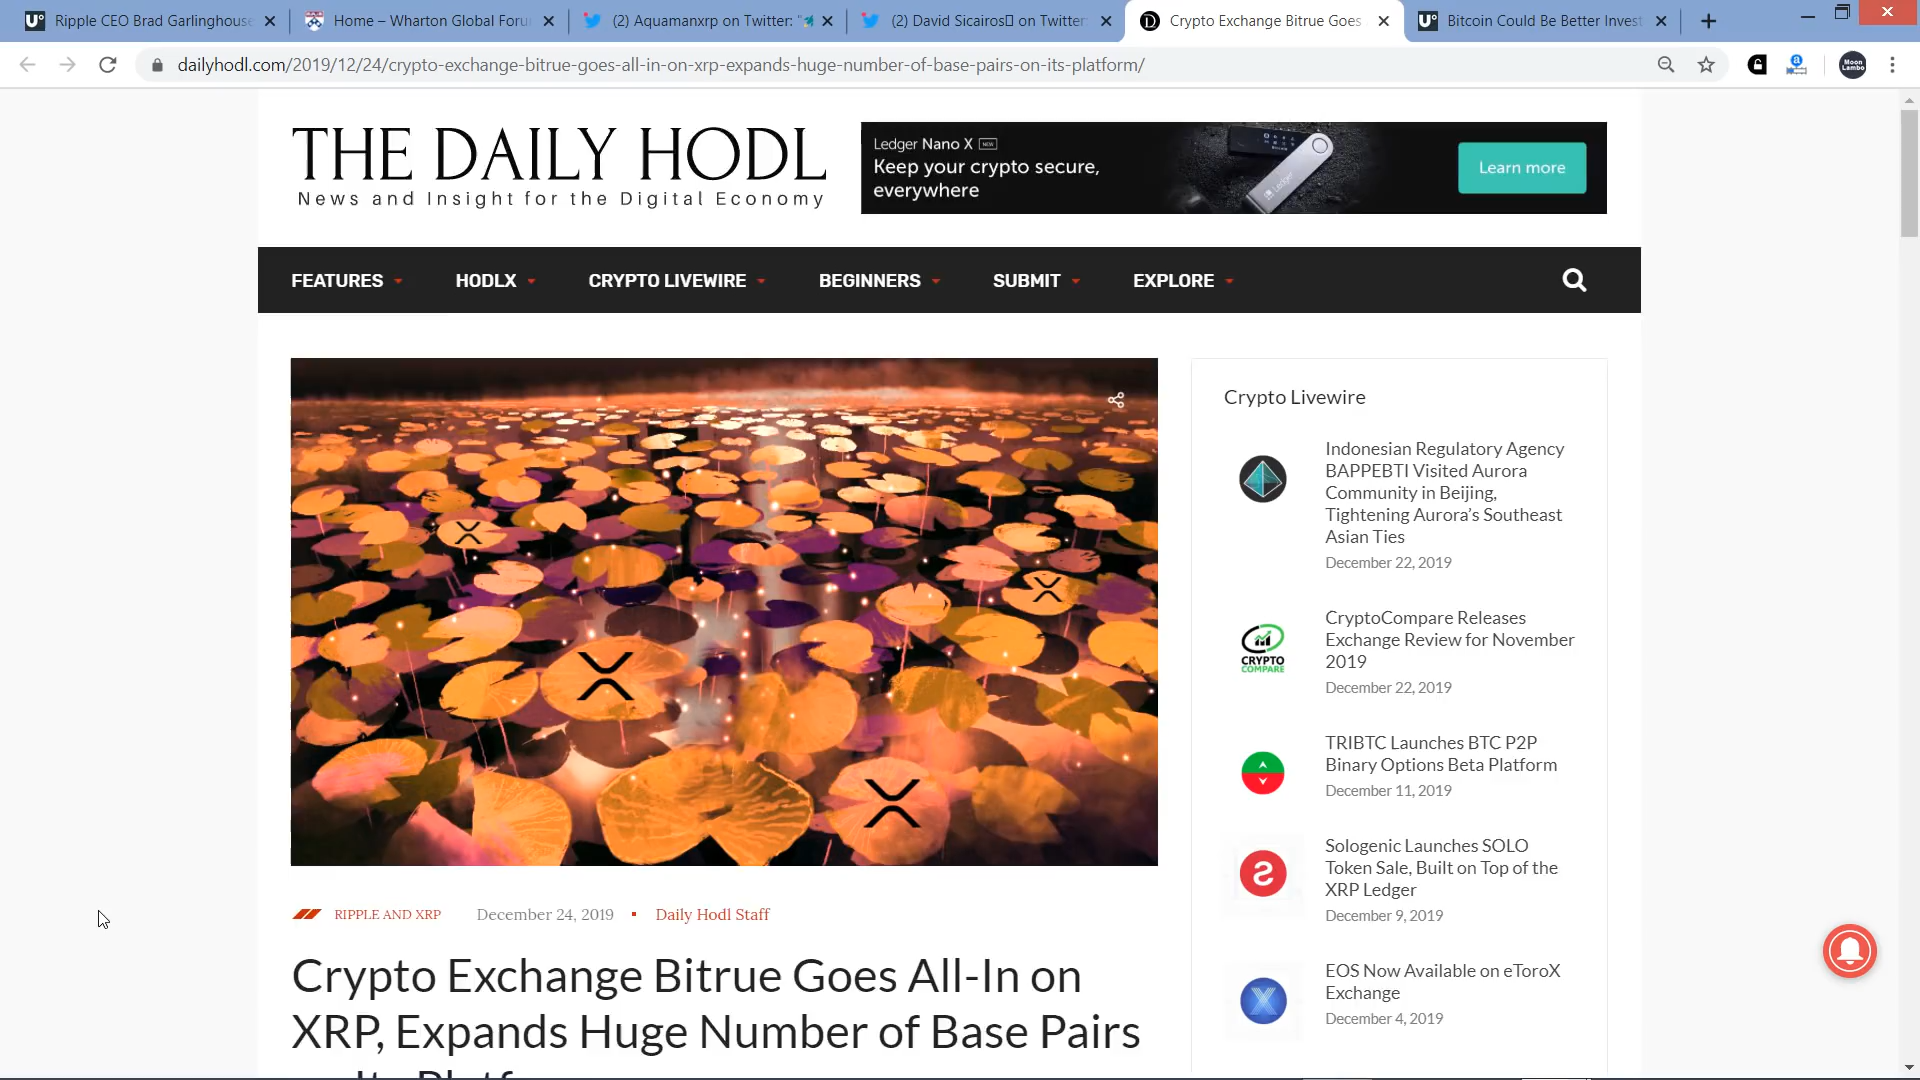 Ripple CEO Brad Garlinghouse
Home – Wharton Global Foru
(2) Aquamanxrp on Twitter: "
(2) David Sicairos on Twitter
Crypto Exchange Bitrue Goes
Bitcoin Could Be Better Invest
dailyhodl.com/2019/12/24/crypto-exchange-bitrue-goes-all-in-on-xrp-expands-huge-number-of-base-pairs-on-its-platform/
Moon
Lambo
THE DAILY HODL
News and Insight for the Digital Economy
Ledger Nano X NEW
Keep your crypto secure,
everywhere
Learn more
Ledger
FEATURES
HODLX
CRYPTO LIVEWIRE
BEGINNERS
SUBMIT
EXPLORE
RIPPLE AND XRP
December 24, 2019
Daily Hodl Staff
Crypto Exchange Bitrue Goes All-In on
XRP, Expands Huge Number of Base Pairs
Crypto Livewire
Indonesian Regulatory Agency
BAPPEBTI Visited Aurora
Community in Beijing,
Tightening Aurora's Southeast
Asian Ties
December 22, 2019
CRYPTO
COMPARE
CryptoCompare Releases
Exchange Review for November
2019
December 22, 2019
TRIBTC Launches BTC P2P
Binary Options Beta Platform
December 11, 2019
Sologenic Launches SOLO
Token Sale, Built on Top of the
XRP Ledger
December 9, 2019
EOS Now Available on eToroX
Exchange
December 4, 2019